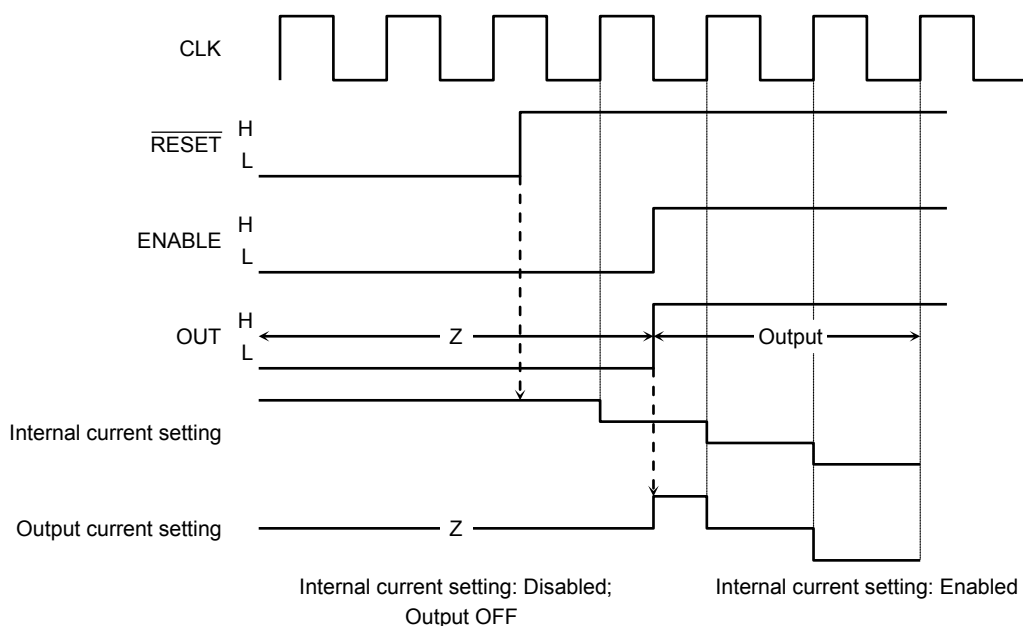 CLK
H
RESET
L
H
ENABLE
L
H
OUT
Z
Output
L
Internal current setting
Output current setting
Z
Internal current setting: Disabled;
Output OFF
Internal current setting: Enabled